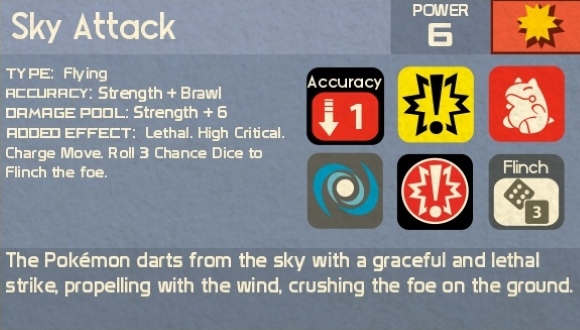 Sky Attack
POWER
6
TYPE: Flying
ACCURACY: Strength + Brawl
DAMAGE POOL: Strength + 6
ADDED EFFECT: Lethal. High Critical.
Charge Move. Roll 3 Chance Dice to
Flinch the foe.
Accuracy
1
Flinch
3
The Pokémon darts from the sky with a graceful and lethal
strike, propelling with the wind, crushing the foe on the ground.